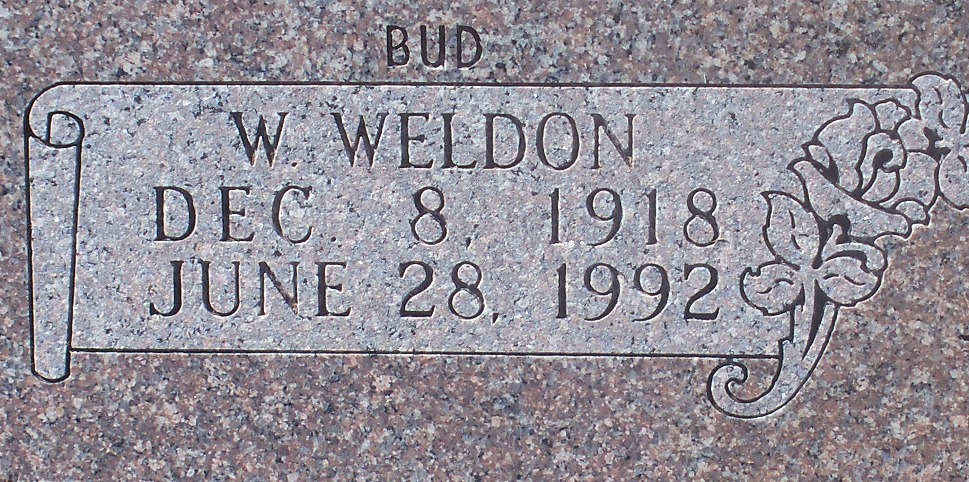 BUD
W WELDON
DEC 8, 1918
JUNE 28, 1992